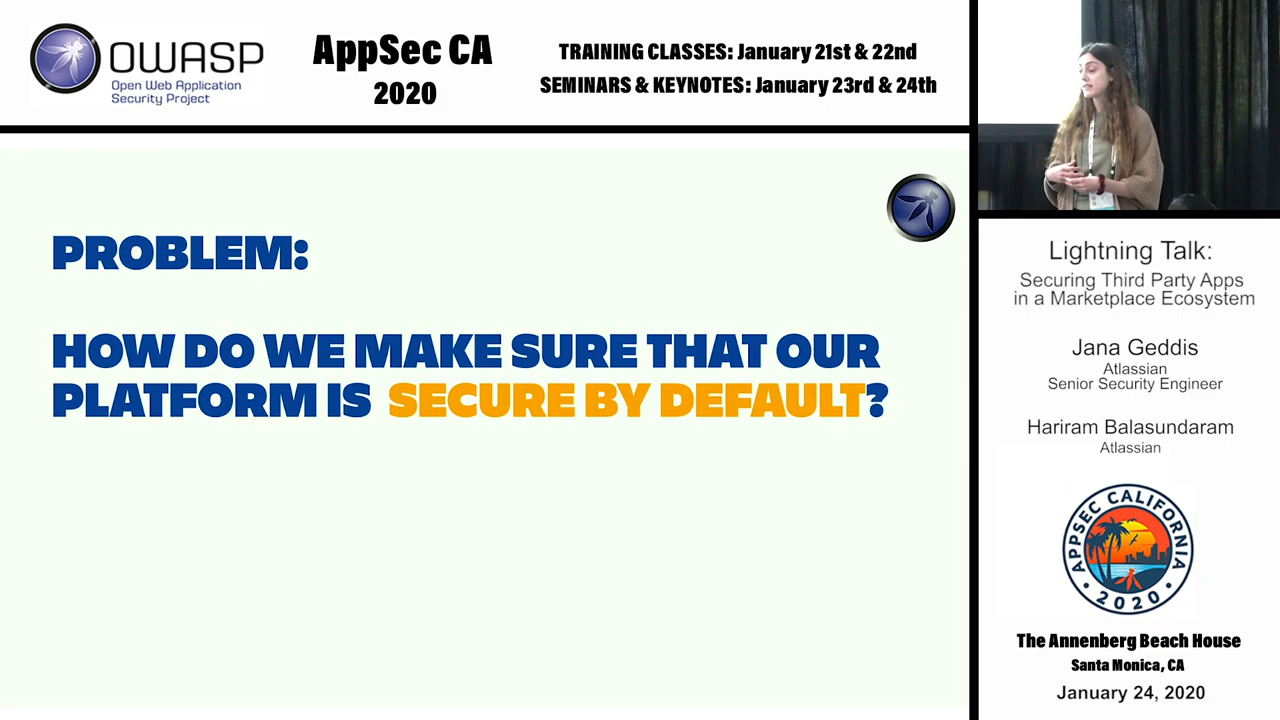 OWASP
Open Web Application
Security Project
AppSec CA
2020
TRAINING CLASSES: January 21st & 22nd
SEMINARS & KEYNOTES: January 23rd & 24th
PROBLEM:
HOW DO WE MAKE SURE THAT OUR
PLATFORM IS SECURE BY DEFAULT?
Lightning Talk:
Securing Third Party Apps
in a Marketplace Ecosystem
Jana Geddis
Atlassian
Senior Security Engineer
Hariram Balasundaram
Atlassian
APPSEC CALIFORNIA
• 2020 •
The Annenberg Beach House
Santa Monica, CA
January 24, 2020